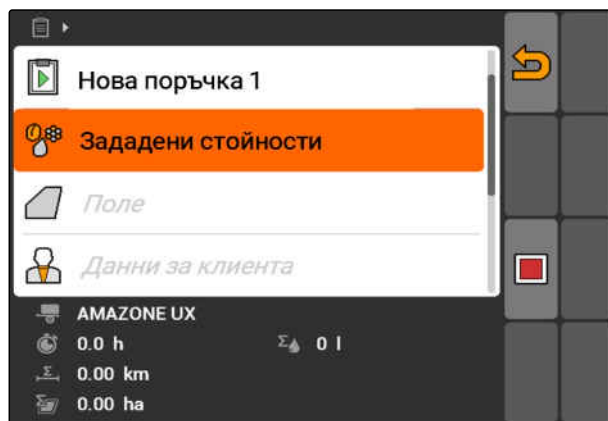 Нова поръчка 1
Зададени стойности
Поле
Данни за клиента
AMAZONE UX
0.0 h Σ 0 l
Σ 0.00 km
Σ 0.00 ha